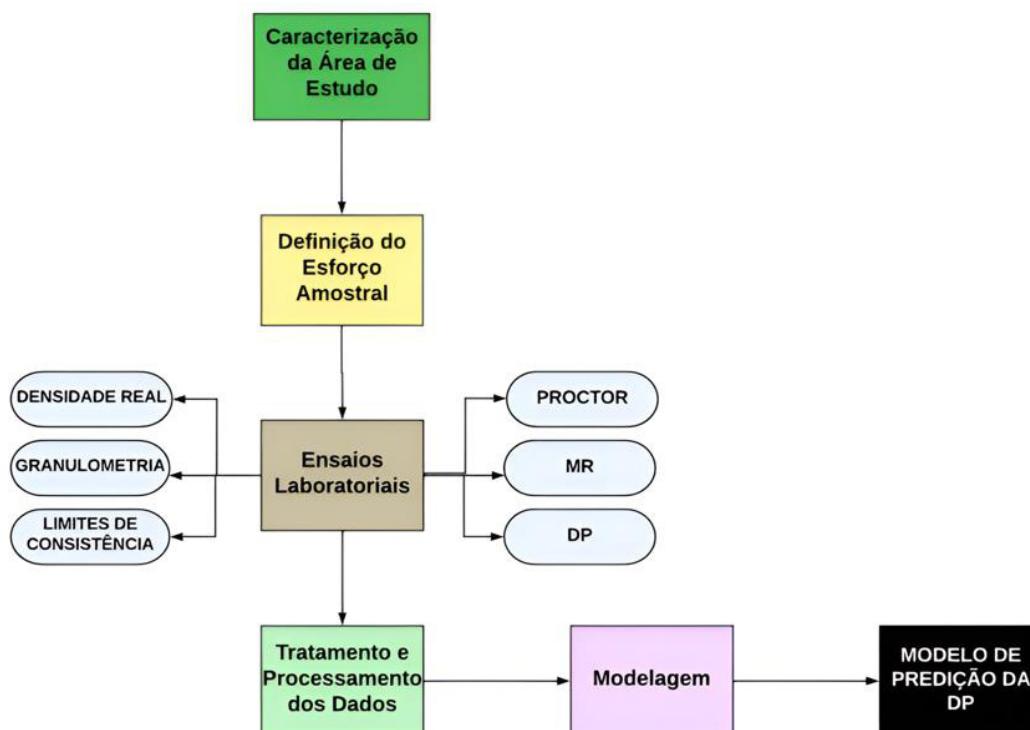 Caracterização
da Área de
Estudo
Definição do
Esforço
Amostral
DENSIDADE REAL
GRANULOMETRIA
LIMITES DE
CONSISTÊNCIA
Ensaios
Laboratoriais
PROCTOR
MR
DP
Tratamento e
Processamento
dos Dados
Modelagem
MODELO DE
PREDIÇÃO DA
DP